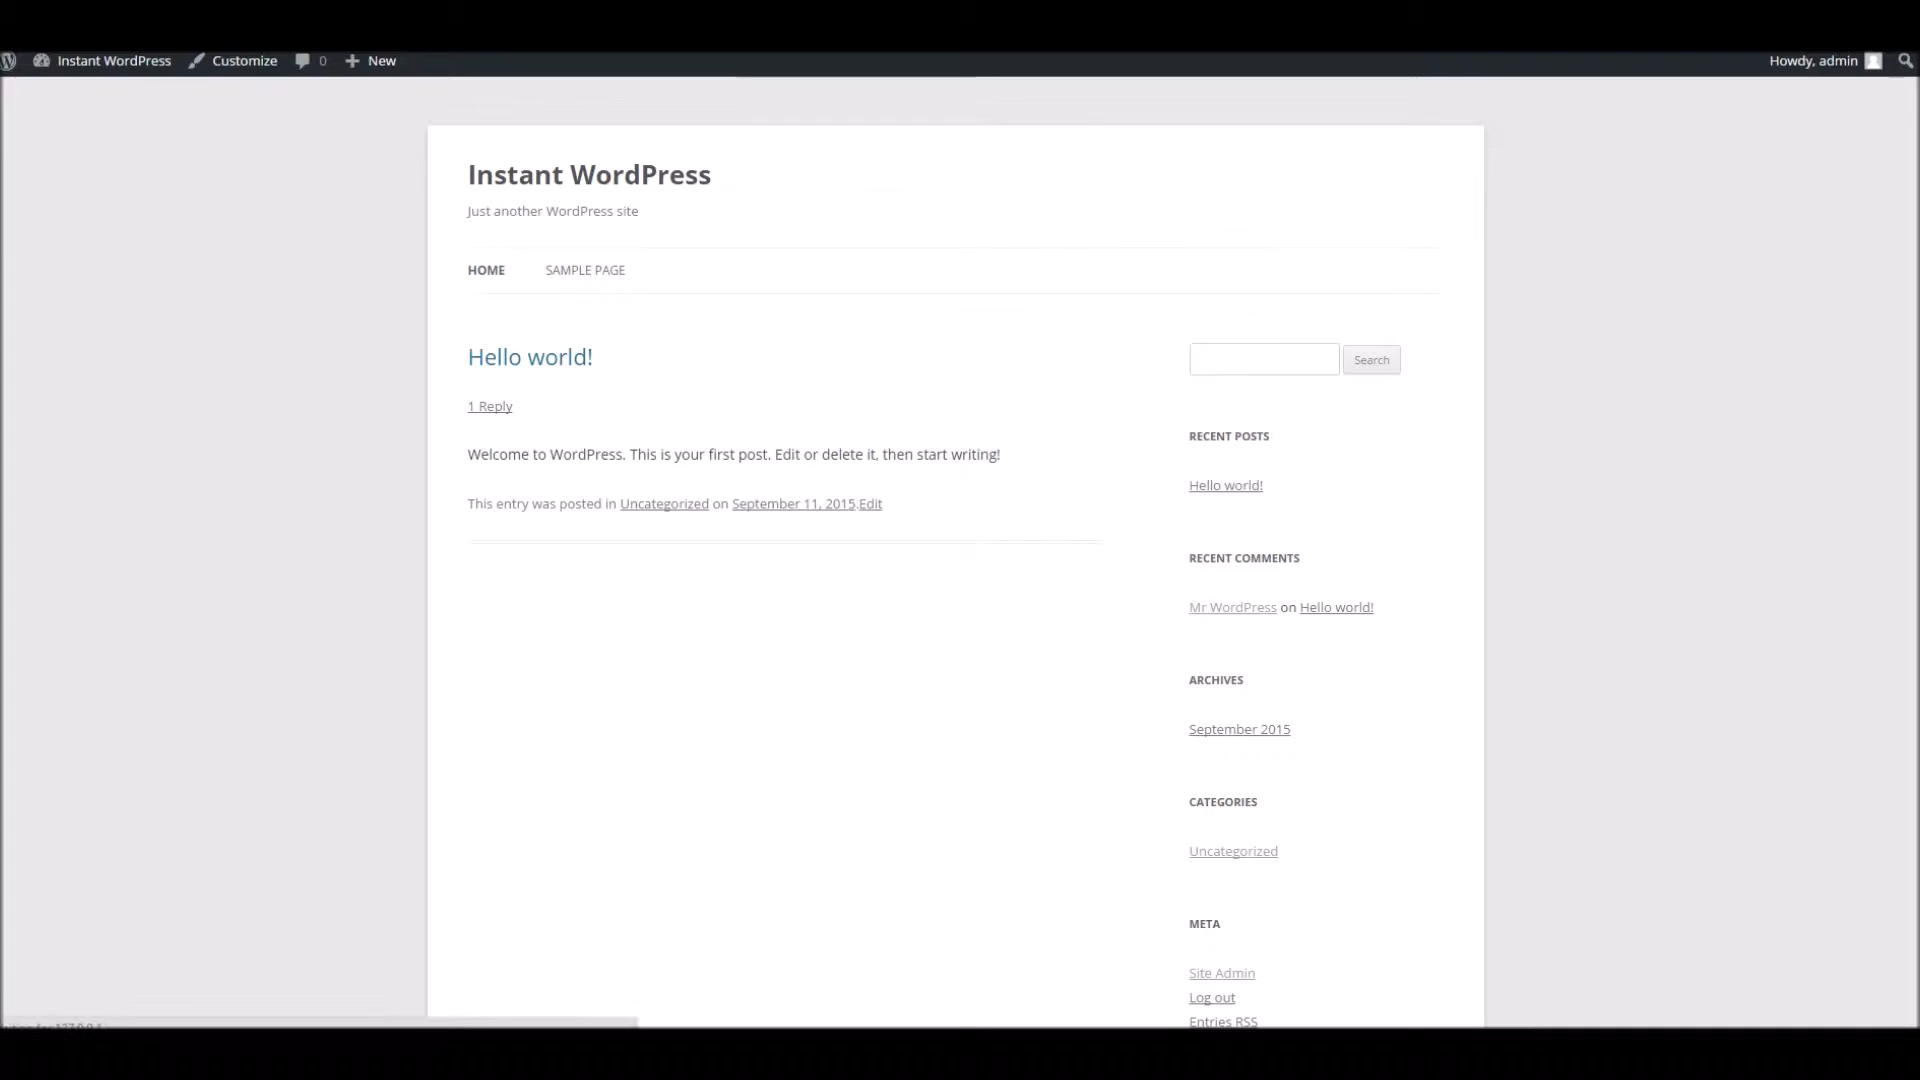 Instant WordPress Customize 0 New Howdy, admin
Instant WordPress
Just another WordPress site
HOME SAMPLE PAGE
Hello world!
1 Reply
Welcome to WordPress. This is your first post. Edit or delete it, then start writing!
This entry was posted in Uncategorized on September 11, 2015.Edit
Search
RECENT POSTS
Hello world!
RECENT COMMENTS
Mr WordPress on Hello world!
ARCHIVES
September 2015
CATEGORIES
Uncategorized
META
Site Admin
Log out
Entries RSS